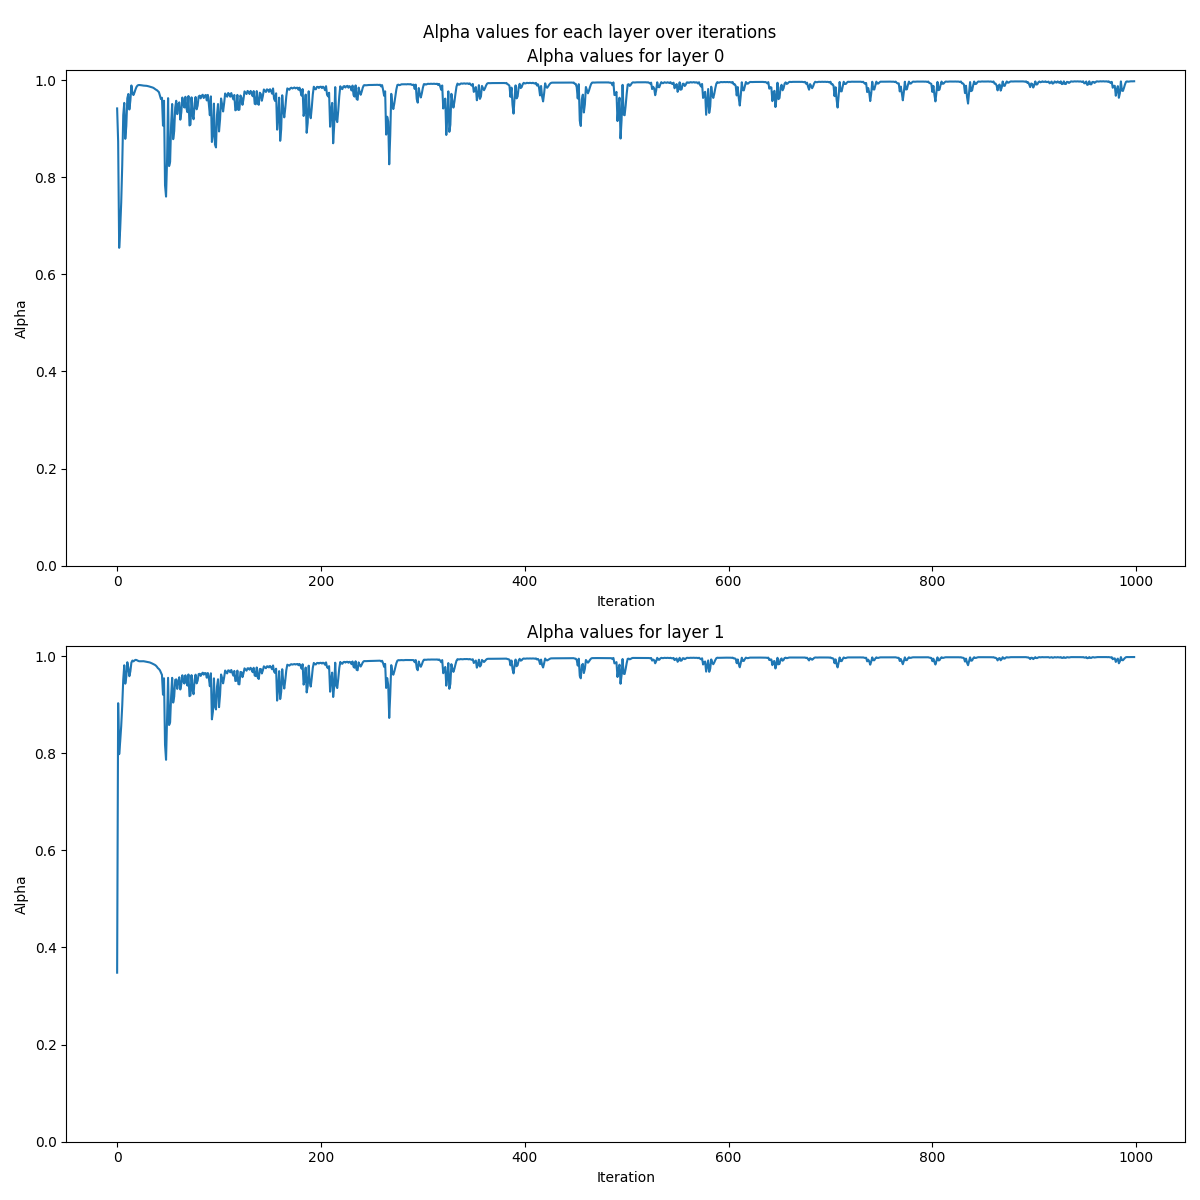 Alpha values for each layer over iterations
Alpha values for layer 0
1.0
0.8
0.6
0.4
0.2
0.0
Alpha
0 200 400 600 800 1000
Iteration
Alpha values for layer 1
1.0
0.8
0.6
0.4
0.2
0.0
Alpha
0 200 400 600 800 1000
Iteration